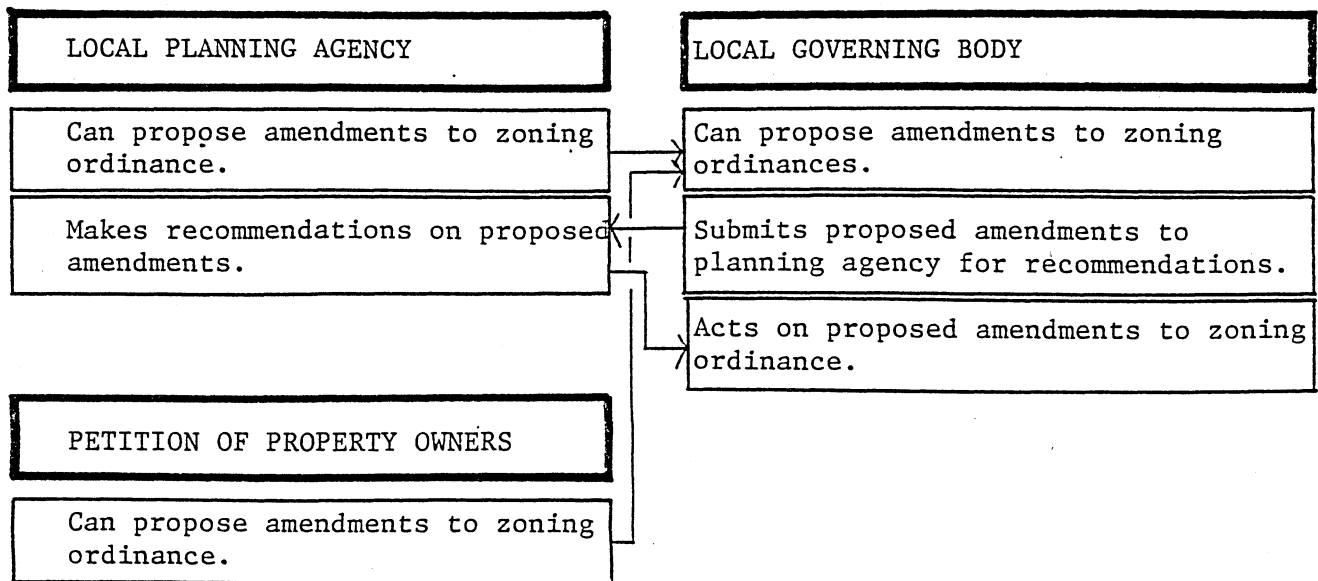 LOCAL PLANNING AGENCY
Can propose amendments to zoning
ordinance.
Makes recommendations on proposed
amendments.
PETITION OF PROPERTY OWNERS
Can propose amendments to zoning
ordinance.
LOCAL GOVERNING BODY
Can propose amendments to zoning
ordinances.
Submits proposed amendments to
planning agency for recommendations.
Acts on proposed amendments to zoning
ordinance.